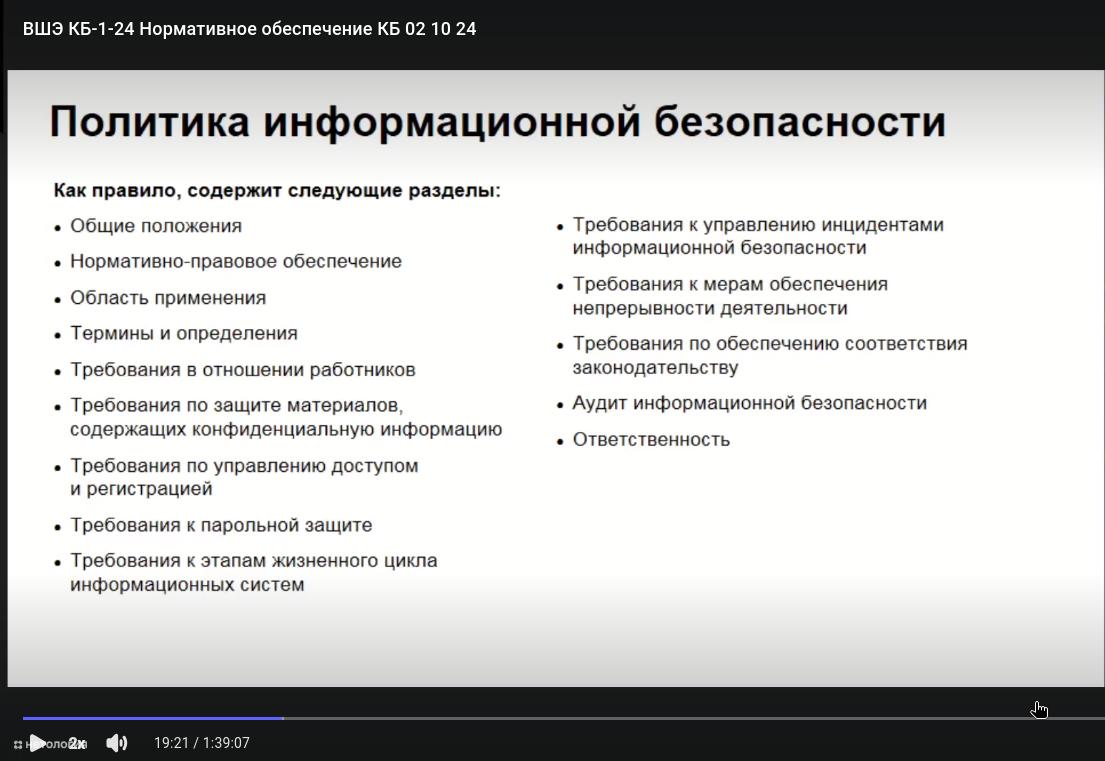 ВШЭ КБ-1-24 Нормативное обеспечение КБ 02 10 24
Политика информационной безопасности
Как правило, содержит следующие разделы:
• Общие положения
• Нормативно-правовое обеспечение
• Область применения
• Термины и определения
• Требования в отношении работников
• Требования по защите материалов,
содержащих конфиденциальную информацию
• Требования по управлению доступом
и регистрацией
• Требования к парольной защите
• Требования к этапам жизненного цикла
информационных систем
• Требования к управлению инцидентами
информационной безопасности
• Требования к мерам обеспечения
непрерывности деятельности
• Требования по обеспечению соответствия
законодательству
• Аудит информационной безопасности
• Ответственность
2x
19:21 / 1:39:07